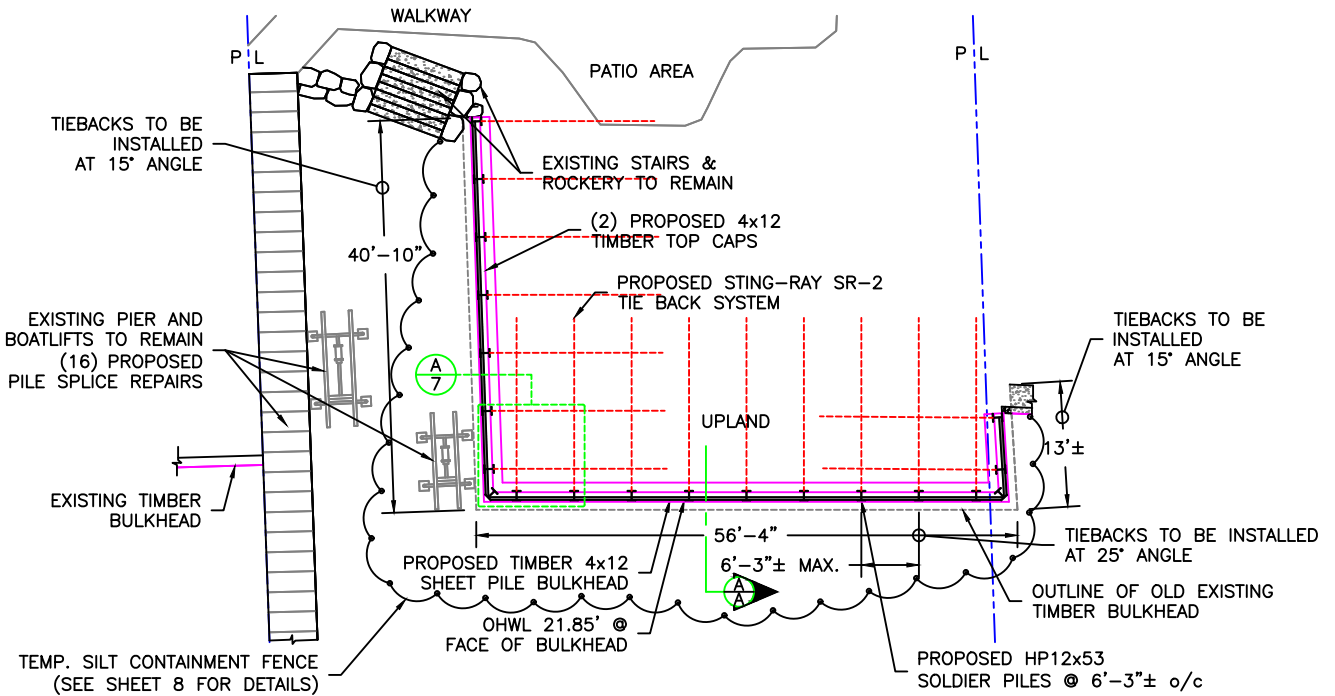 WALKWAY
P L
P L
PATIO AREA
TIEBACKS TO BE
INSTALLED
AT 15° ANGLE
EXISTING STAIRS &
ROCKERY TO REMAIN
(2) PROPOSED 4x12
TIMBER TOP CAPS
40'-10"
PROPOSED STING-RAY SR-2
TIE BACK SYSTEM
EXISTING PIER AND
BOATLIFTS TO REMAIN
(16) PROPOSED
PILE SPLICE REPAIRS
TIEBACKS TO BE
INSTALLED
AT 15° ANGLE
A
7
UPLAND
13'±
EXISTING TIMBER
BULKHEAD
56'-4"
TIEBACKS TO BE INSTALLED
AT 25° ANGLE
PROPOSED TIMBER 4x12
SHEET PILE BULKHEAD
6'-3"± MAX.
A
A
OUTLINE OF OLD EXISTING
TIMBER BULKHEAD
OHWL 21.85' @
FACE OF BULKHEAD
TEMP. SILT CONTAINMENT FENCE
(SEE SHEET 8 FOR DETAILS)
PROPOSED HP12x53
SOLDIER PILES @ 6'-3"± o/c